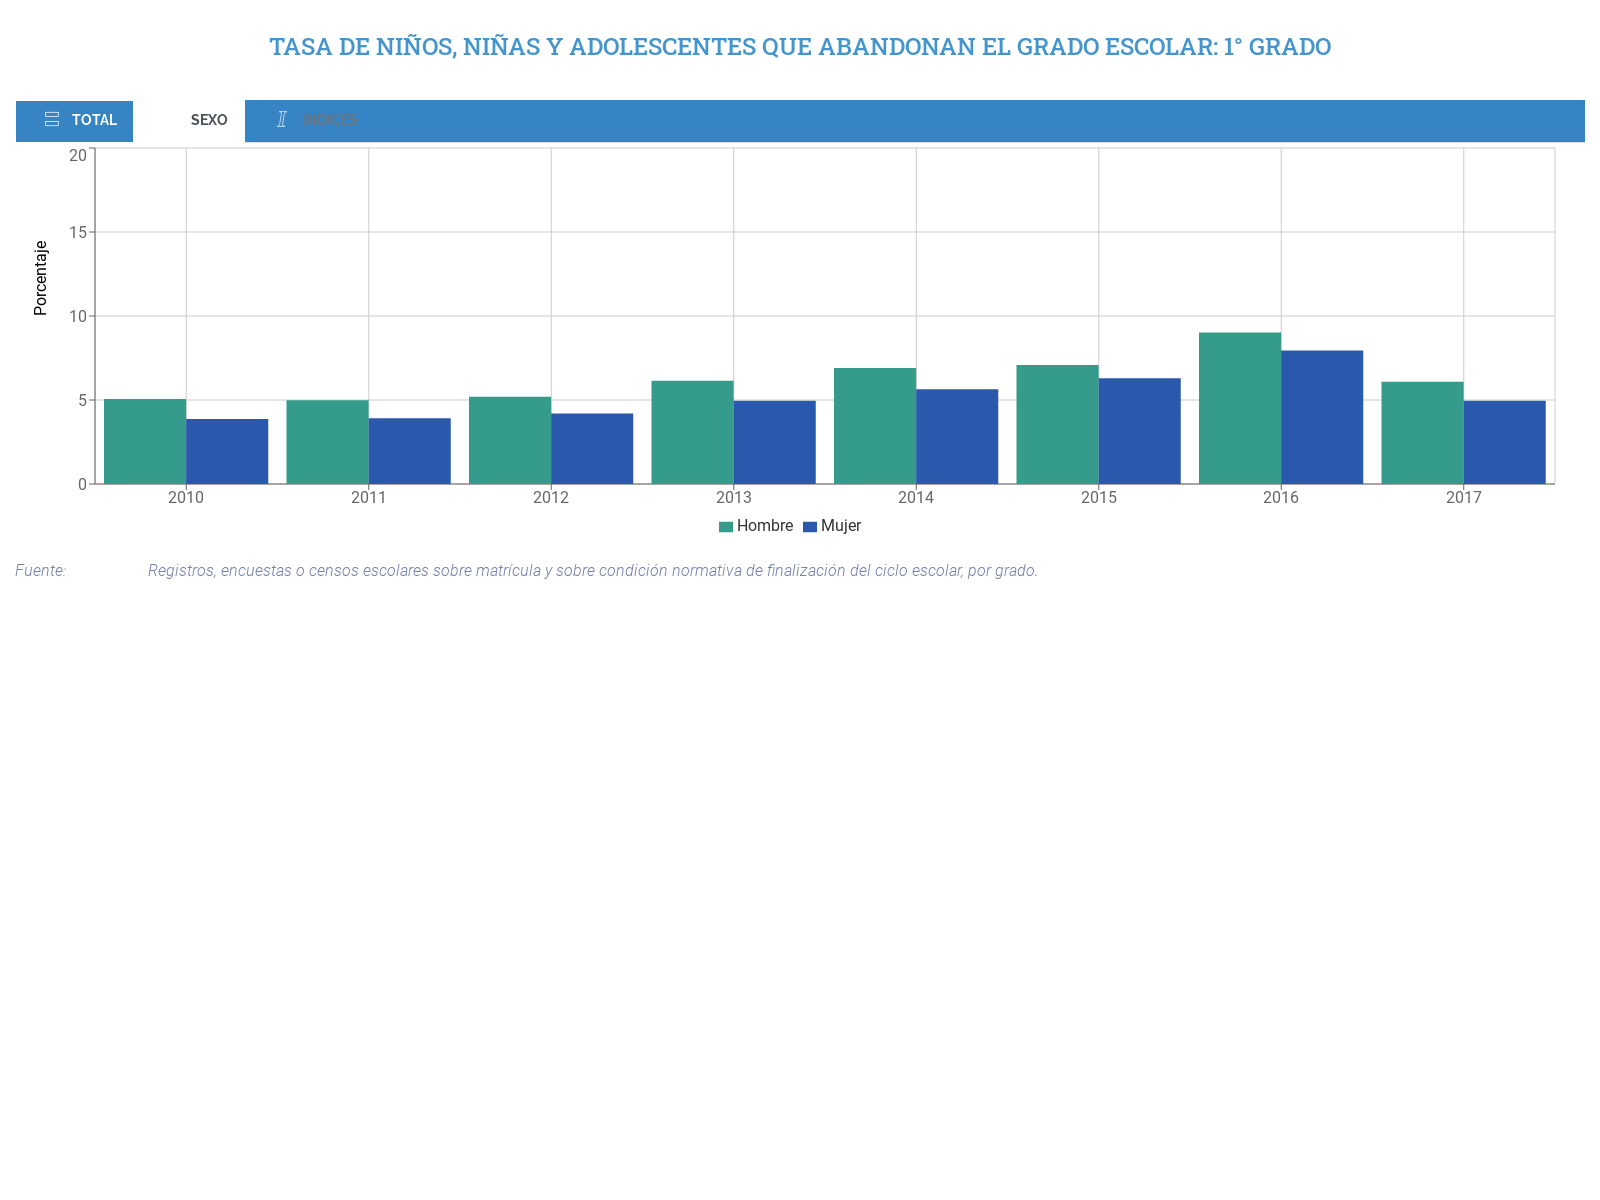 TASA DE NIÑOS, NIÑAS Y ADOLESCENTES QUE ABANDONAN EL GRADO ESCOLAR: 1° GRADO
TOTAL SEXO INDICES
20
15
10
5
0
Porcentaje
2010 2011 2012 2013 2014 2015 2016 2017
Hombre Mujer
Fuente: Registros, encuestas o censos escolares sobre matrícula y sobre condición normativa de finalización del ciclo escolar, por grado.